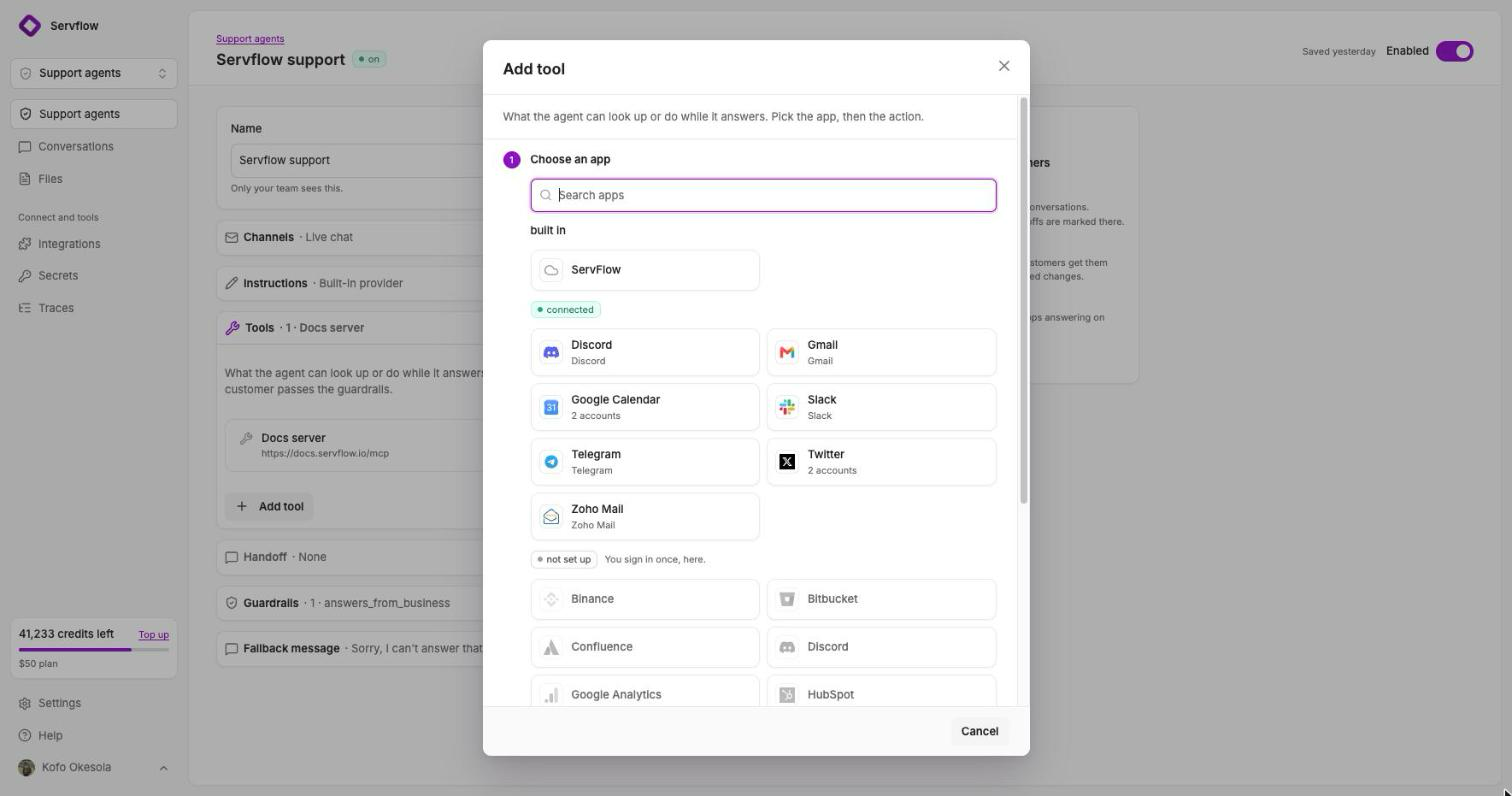 Servflow
Support agents
Support agents
Conversations
Files
Connect and tools
Integrations
Secrets
Traces
41,233 credits left
Top up
$50 plan
Settings
Help
Kofo Okesola
Support agents
Servflow support
on
Saved yesterday
Enabled
Name
Servflow support
Only your team sees this.
Channels · Live chat
Instructions · Built-in provider
Tools · 1 · Docs server
What the agent can look up or do while it answers
customer passes the guardrails.
Docs server
https://docs.servflow.io/mcp
Add tool
Handoff · None
Guardrails · 1 · answers_from_business
Fallback message · Sorry, I can't answer that
onversations.
offs are marked there.
stomers get them
ed changes.
ops answering on
Add tool
What the agent can look up or do while it answers. Pick the app, then the action.
1
Choose an app
Search apps
built in
ServFlow
connected
Discord
Discord
Gmail
Gmail
31
Google Calendar
2 accounts
Slack
Slack
Telegram
Telegram
Twitter
2 accounts
Zoho Mail
Zoho Mail
not set up
You sign in once, here.
Binance
Bitbucket
Confluence
Discord
Google Analytics
HubSpot
Cancel